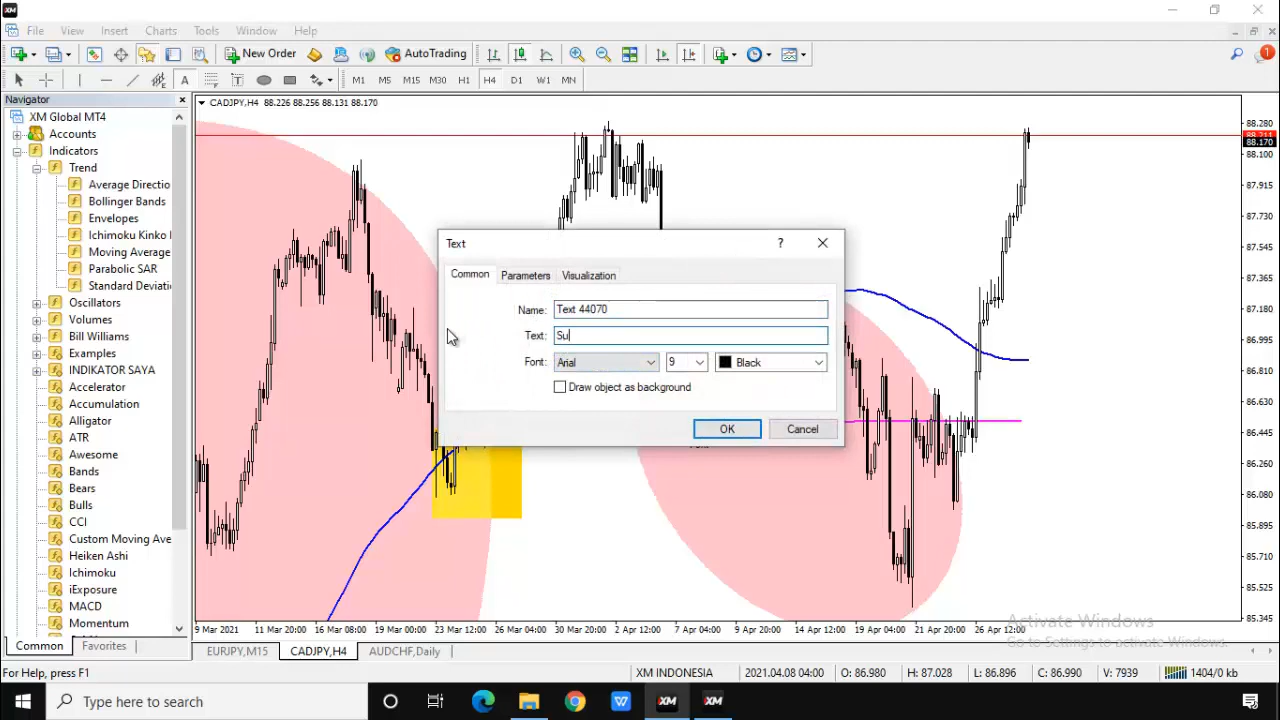 XM
File View Insert Charts Tools Window Help
New Order AutoTrading
A T M1 M5 M15 M30 H1 H4 D1 W1 MN
Navigator
XM Global MT4
Accounts
Indicators
Trend
Average Directio
Bollinger Bands
Envelopes
Ichimoku Kinko
Moving Average
Parabolic SAR
Standard Deviati
Oscillators
Volumes
Bill Williams
Examples
INDIKATOR SAYA
Accelerator
Accumulation
Alligator
ATR
Awesome
Bands
Bears
Bulls
CCI
Custom Moving Ave
Heiken Ashi
Ichimoku
iExposure
MACD
Momentum
Common Favorites
CADJPY,H4 88.226 88.256 88.131 88.170
Text
Common Parameters Visualization
Name: Text 44070
Text: Su
Font: Arial 9 Black
Draw object as background
OK Cancel
88.280
88.211
88.170
88.100
87.915
87.730
87.545
87.365
87.180
86.995
86.810
86.630
86.445
86.260
86.080
85.895
85.710
85.525
85.345
9 Mar 2021 11 Mar 20:00 16 Mar 08:00 19 Mar 00:00 23 Mar 12:00 26 Mar 04:00 30 Mar 20:00 2 Apr 12:00 7 Apr 04:00 9 Apr 20:00 14 Apr 12:00 19 Apr 04:00 21 Apr 20:00 26 Apr 12:00
Activate Windows
Go to Settings to activate Windows.
EURJPY,M15 CADJPY,H4 AUDCHF,Daily
For Help, press F1 XM INDONESIA 2021.04.08 04:00 O: 86.980 H: 87.028 L: 86.896 C: 86.990 V: 7939 1404/0 kb
Type here to search XM XM